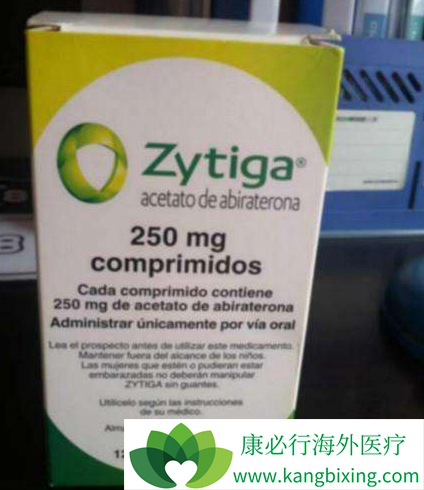 Zytiga®
acetato de abiraterona
250 mg
comprimidos
Cada comprimido contiene
250 mg de acetato de abiraterona
Administrar únicamente por vía oral
Lea el prospecto antes de utilizar este medicamento.
Mantener fuera del alcance de los niños.
Las mujeres que estén o pudieran estar
embarazadas no deberán manipular
ZYTIGA sin guantes.
Utilícelo según las instrucciones
de su médico.
康必行海外医疗
www.kangbixing.com